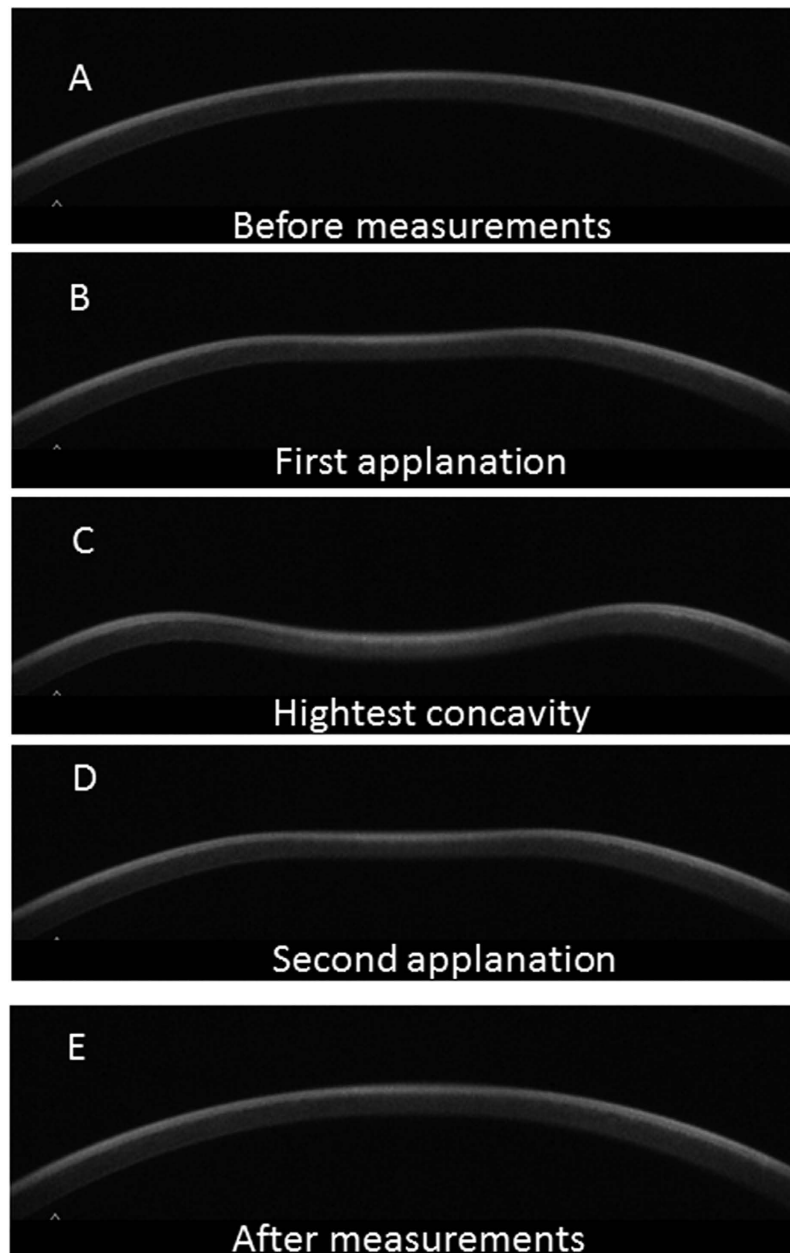 A
Before measurements
B
First applanation
C
Hightest concavity
D
Second applanation
E
After measurements